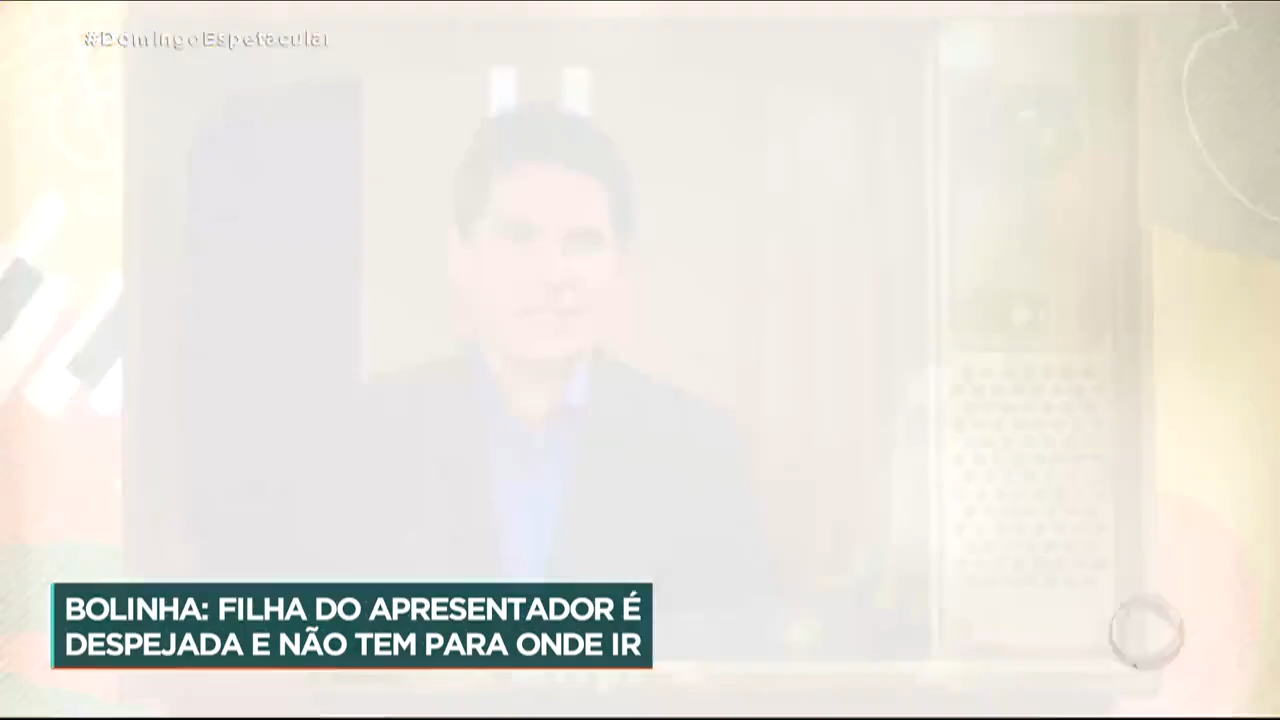 #DomingoEspetacular
BOLINHA: FILHA DO APRESENTADOR É
DESPEJADA E NÃO TEM PARA ONDE IR